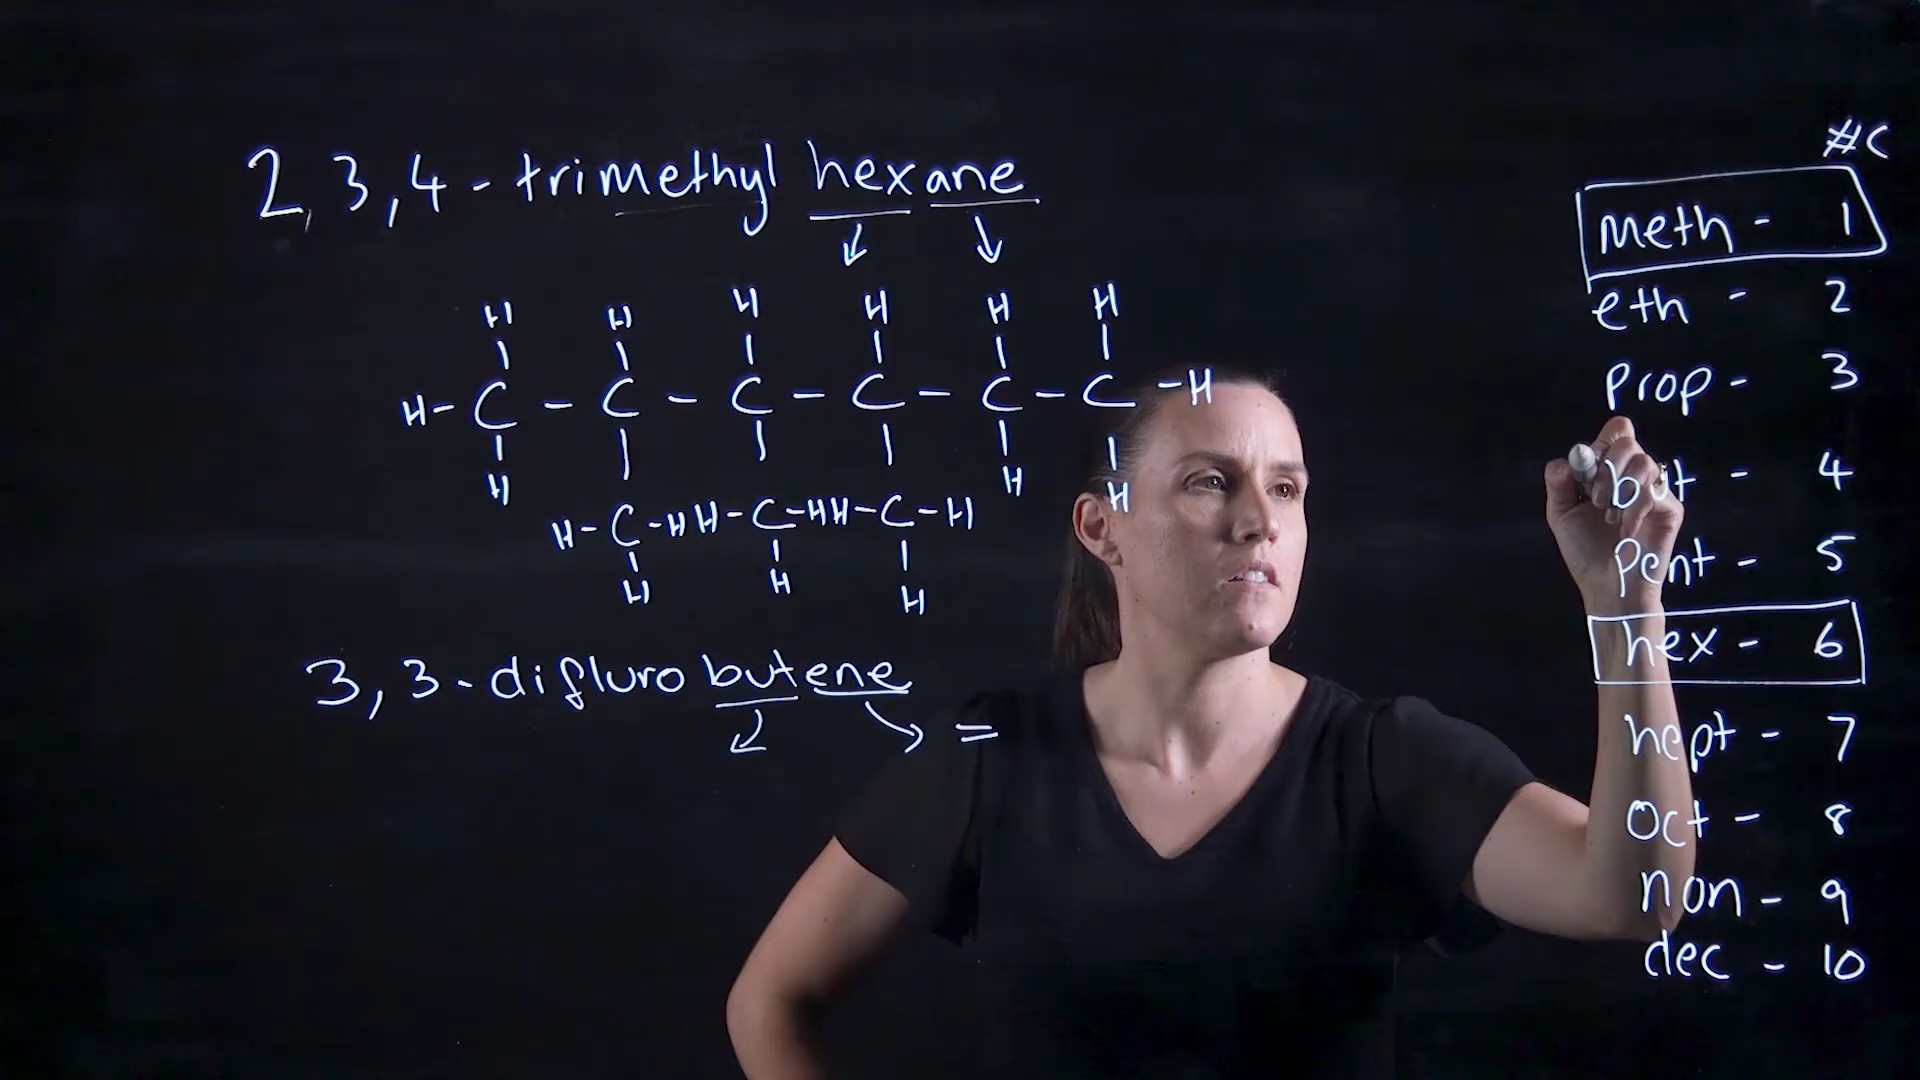 2,3,4-trimethyl hexane
H H H H H H
H-C-C-C-C-C-C-H
H H H
H-C-HH-C-HH-C-H
H H H
3,3-difluro butene
=
#C
meth - 1
eth - 2
prop - 3
but - 4
pent - 5
hex - 6
hept - 7
oct - 8
non - 9
dec - 10